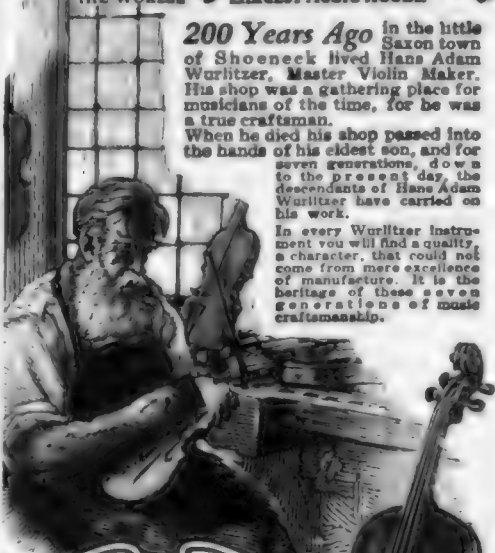 200 Years Ago in the little
Saxon town
of Shoeneck lived Hans Adam
Wurlitzer, Master Violin Maker.
His shop was a gathering place for
musicians of the time, for he was
a true craftsman.
When he died his shop passed into
the hands of his eldest son, and for
seven generations, down
to the present day, the
descendants of Hans Adam
Wurlitzer have carried on
his work.
In every Wurlitzer instru-
ment you will find a quality,
a character, that could not
come from mere excellence
of manufacture. It is the
heritage of these seven
generations of music
craftsmanship.